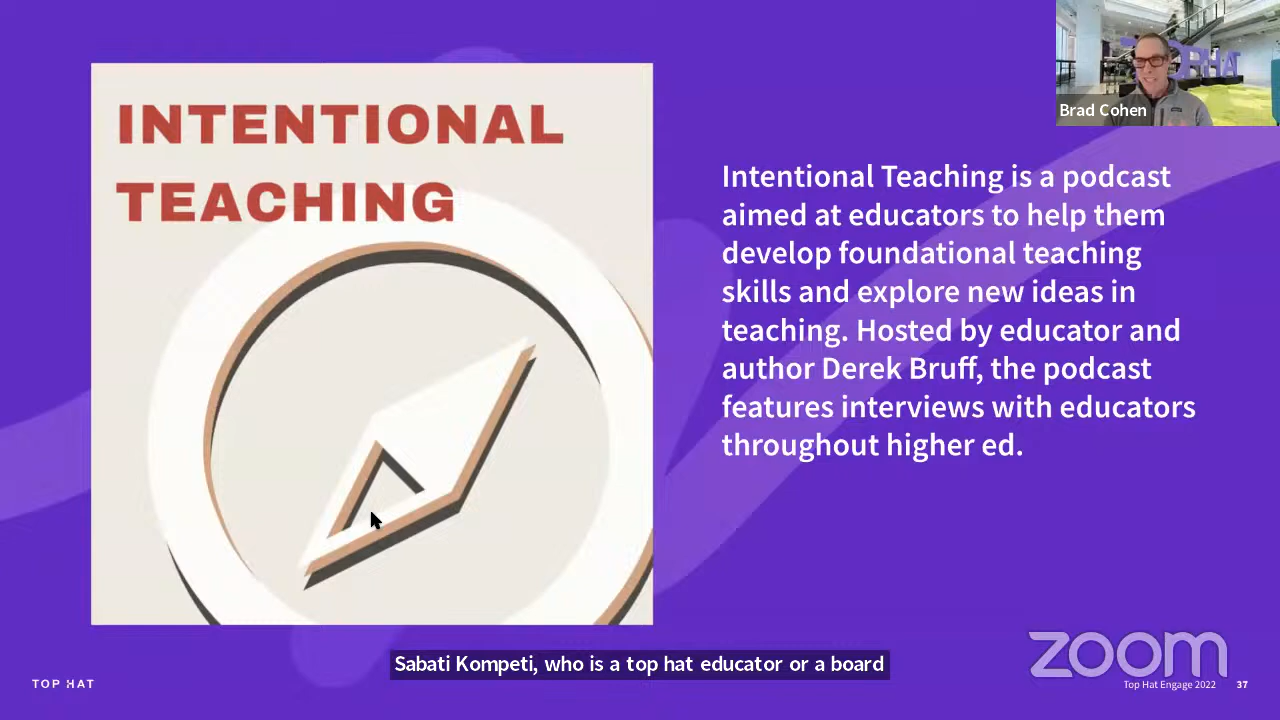 INTENTIONAL
TEACHING
Brad Cohen
Intentional Teaching is a podcast
aimed at educators to help them
develop foundational teaching
skills and explore new ideas in
teaching. Hosted by educator and
author Derek Bruff, the podcast
features interviews with educators
throughout higher ed.
Sabati Kompeti, who is a top hat educator or a board
TOP HAT
zoom
Top Hat Engage 2022 37